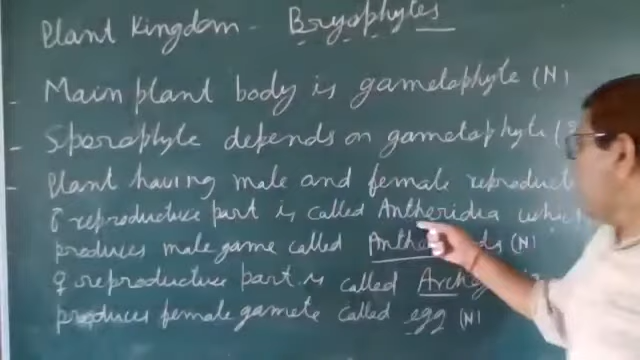 Plant Kingdom - Bryophytes
- Main plant body is gametophyte (N)
- Sporophyte depends on gametophyte (
- Plant having male and female
♂ reproductive part is called Antheridia
produces male game called (N)
♀ reproductive part is called
produces female gamete called egg (N)